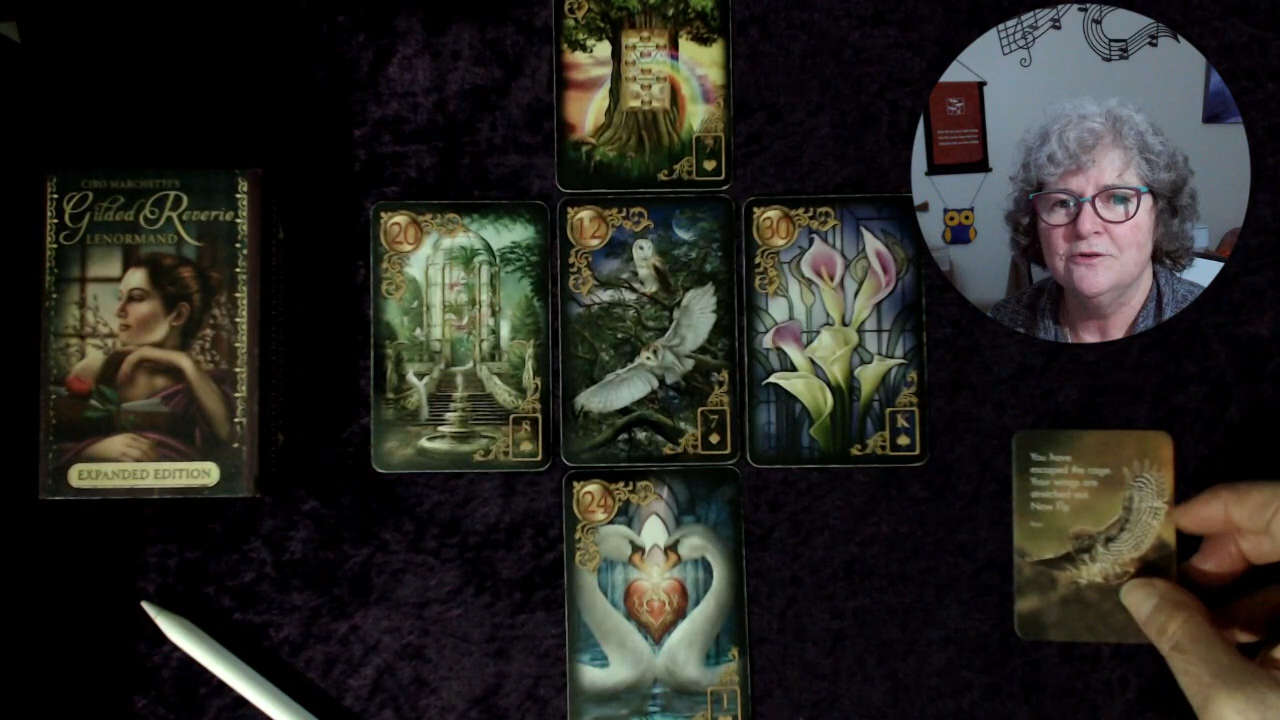 CIRO MARCHETTI'S
Gilded Reverie
LENORMAND
EXPANDED EDITION
7
20
8
12
7
30
K
24
1
You have
escaped the cage
Your wings are
stretched out
Now Fly